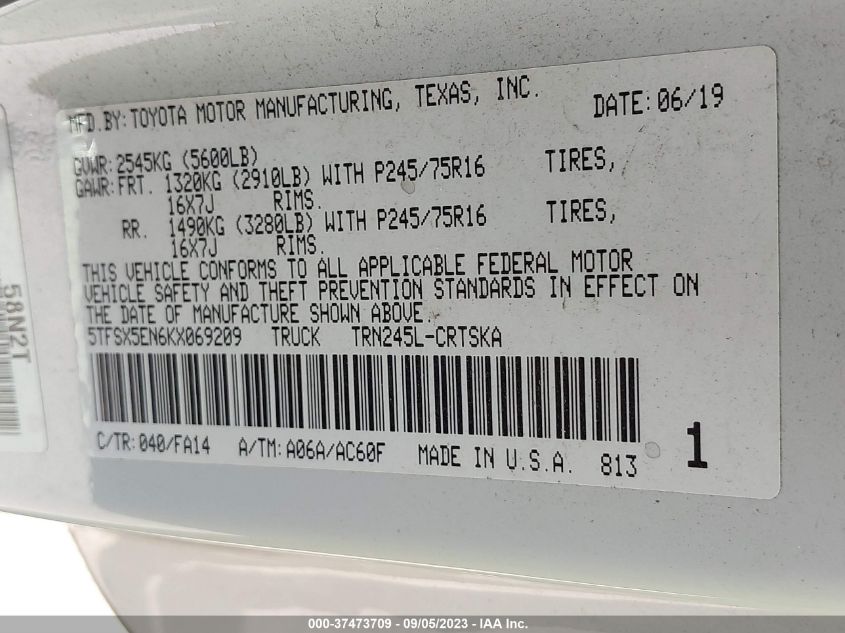 MFD.BY:TOYOTA MOTOR MANUFACTURING, TEXAS, INC. DATE:06/19
GVWR:2545KG (5600LB)
GAWR:FRT. 1320KG (2910LB) WITH P245/75R16 TIRES,
16X7J RIMS.
RR. 1490KG (3280LB) WITH P245/75R16 TIRES,
16X7J RIMS.
THIS VEHICLE CONFORMS TO ALL APPLICABLE FEDERAL MOTOR
VEHICLE SAFETY AND THEFT PREVENTION STANDARDS IN EFFECT ON
THE DATE OF MANUFACTURE SHOWN ABOVE.
5TFSX5EN6KX069209 TRUCK TRN245L-CRTSKA
C/TR:040/FA14 A/TM:A06A/AC60F MADE IN U.S.A. 813 1
58N2T
000-37473709 - 09/05/2023 - IAA Inc.